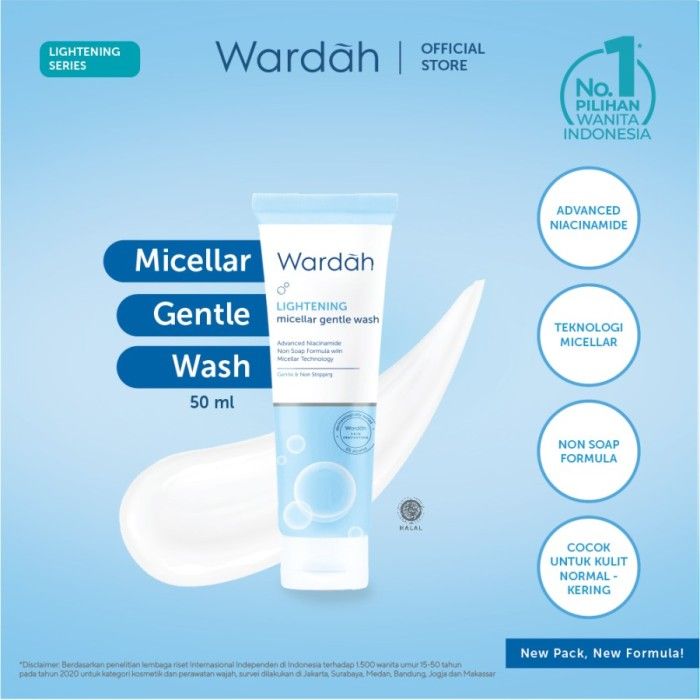 LIGHTENING
SERIES
Wardāh
OFFICIAL
STORE
No.1*
PILIHAN
WANITA
INDONESIA
Micellar
Gentle
Wash
50 ml
Wardāh
LIGHTENING
micellar gentle wash
Advanced Niacinamide
Non Soap Formula with
Micellar Technology
Gentle & Non Stripping
Wardah
HALAL
ADVANCED
NIACINAMIDE
TEKNOLOGI
MICELLAR
NON SOAP
FORMULA
COCOK
UNTUK KULIT
NORMAL -
KERING
New Pack, New Formula!
*Disclaimer: Berdasarkan penelitian lembaga riset Internasional Independen di Indonesia terhadap 1.500 wanita umur 15-50 tahun
pada tahun 2020 untuk kategori kosmetik dan perawatan wajah, survei dilakukan di Jakarta, Surabaya, Medan, Bandung, Jogja dan Makassar